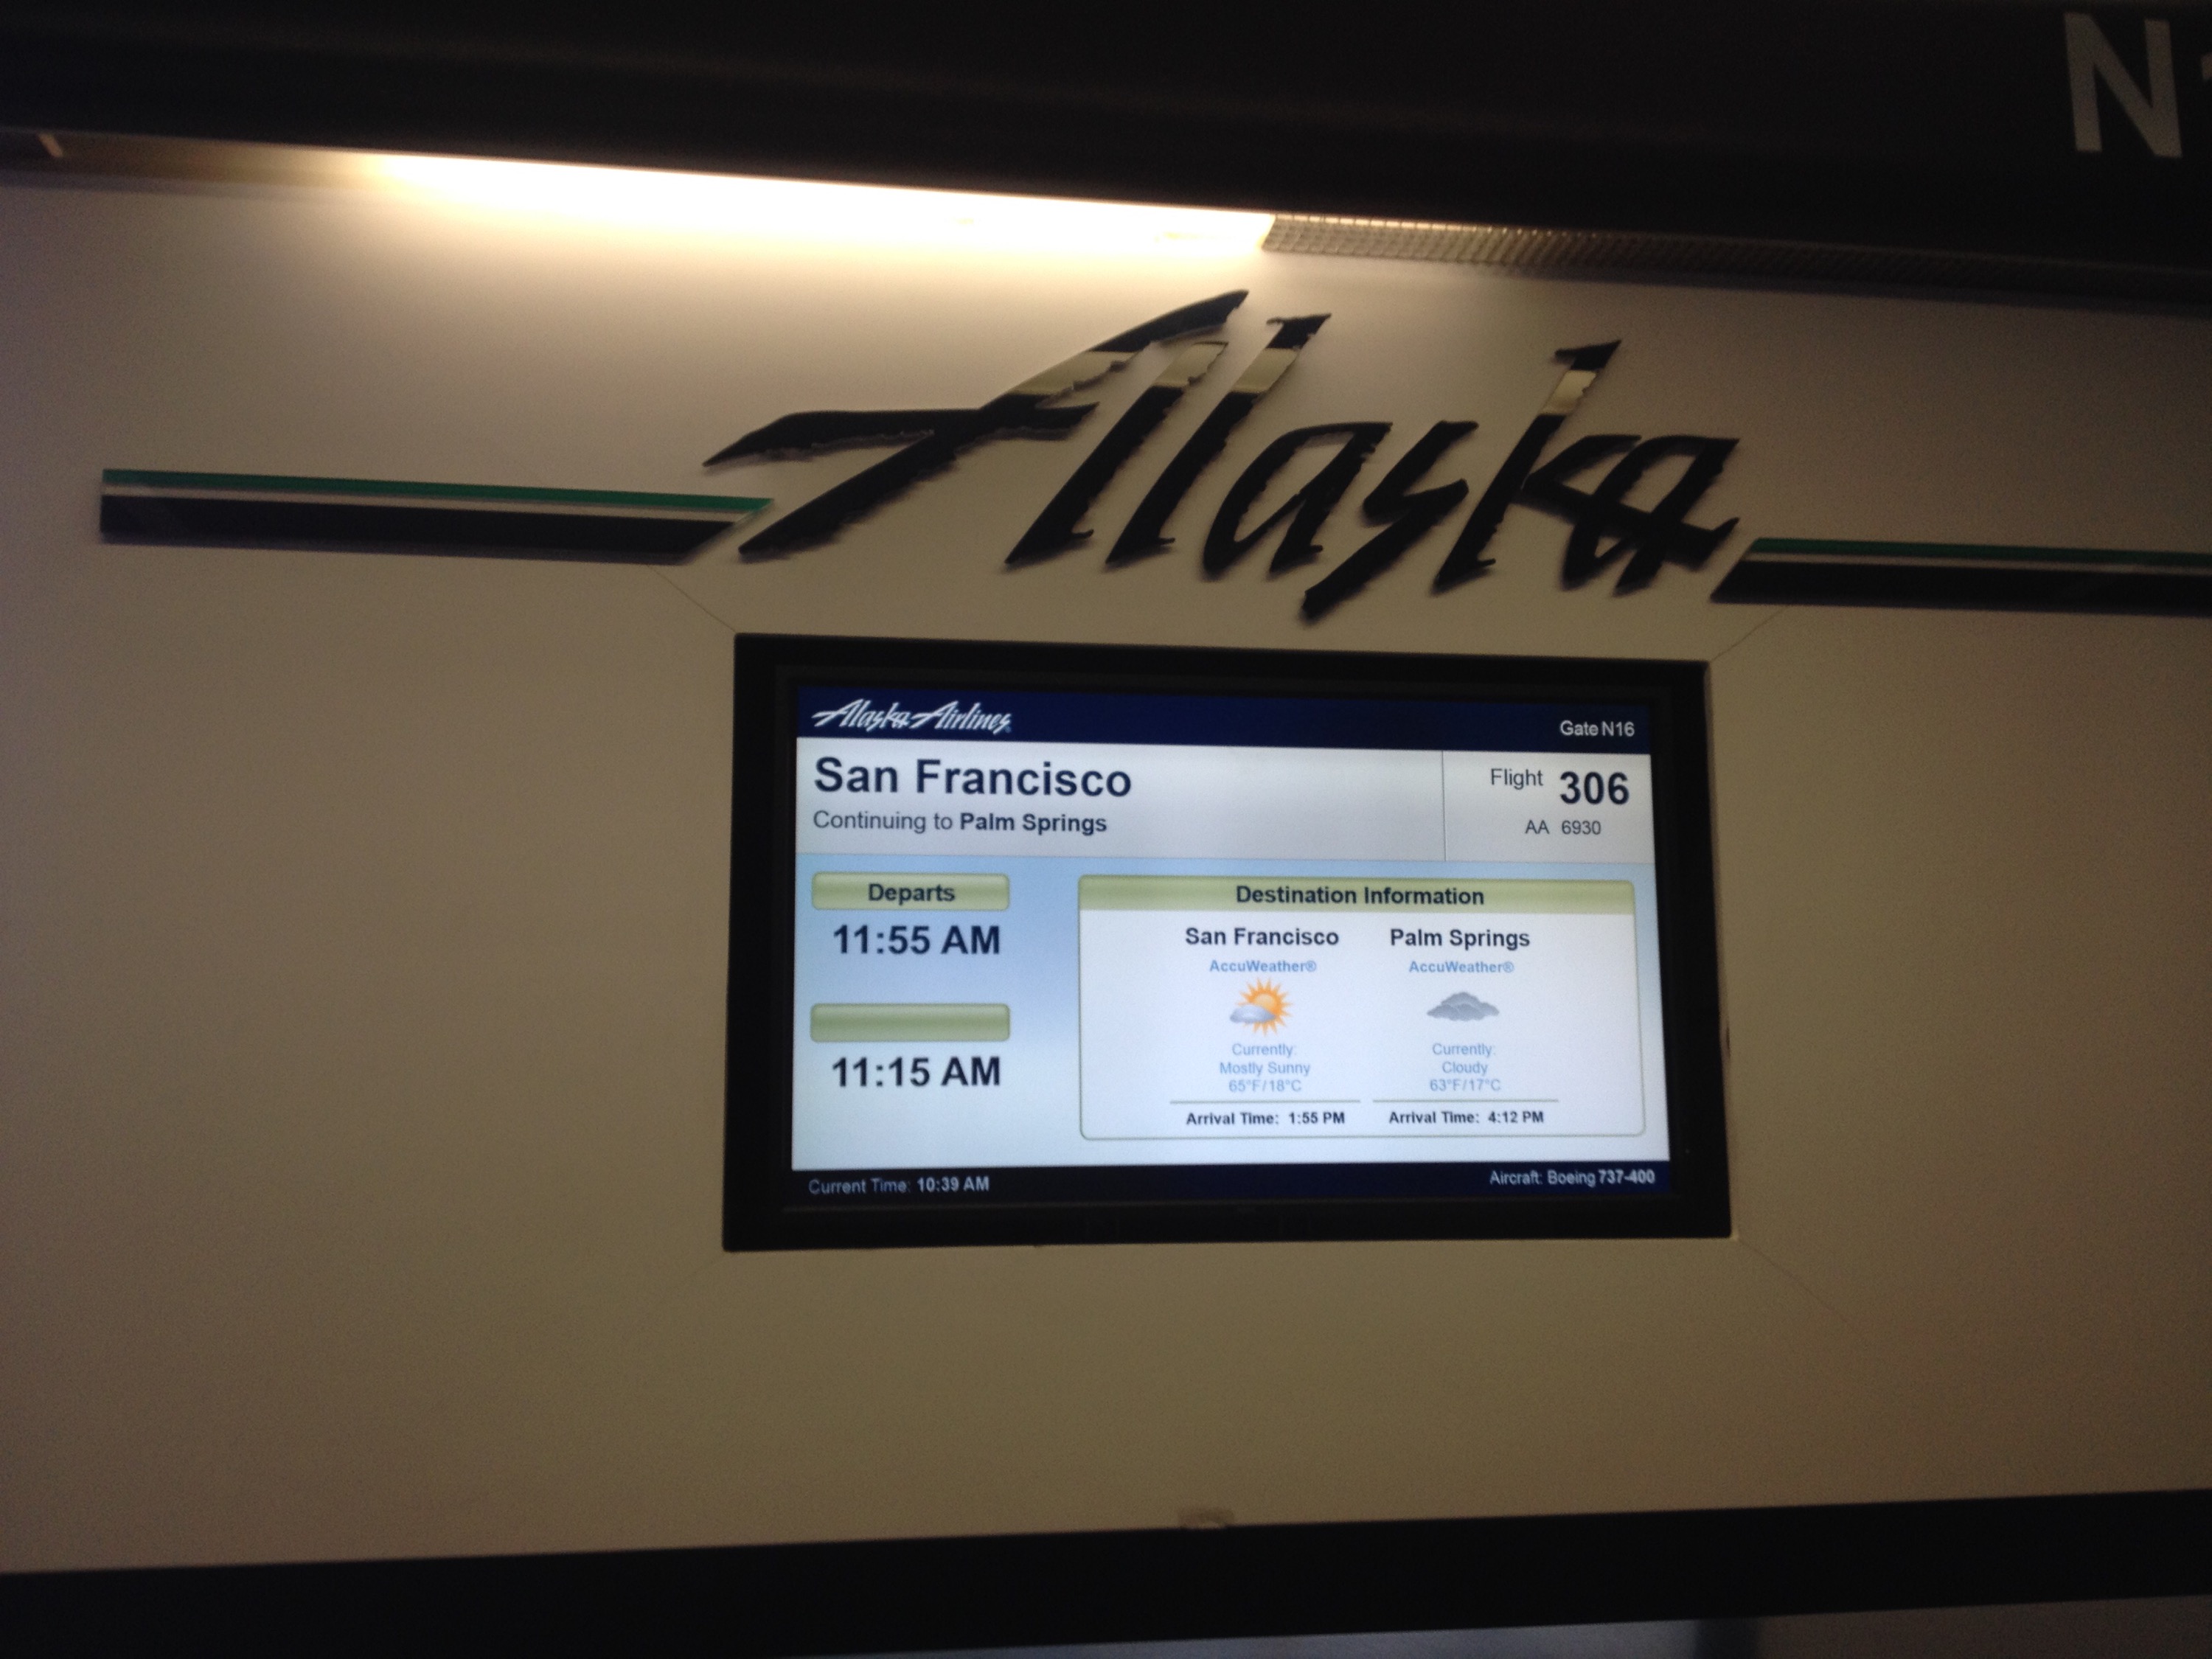 N
Alaska
Alaska Airlines
Gate N16
San Francisco
Continuing to Palm Springs
Flight 306
AA 6930
Departs
11:55 AM
11:15 AM
Destination Information
San Francisco
AccuWeather®
Currently:
Mostly Sunny
65°F/18°C
Arrival Time: 1:55 PM
Palm Springs
AccuWeather®
Currently:
Cloudy
63°F/17°C
Arrival Time: 4:12 PM
Current Time: 10:39 AM
Aircraft: Boeing 737-400